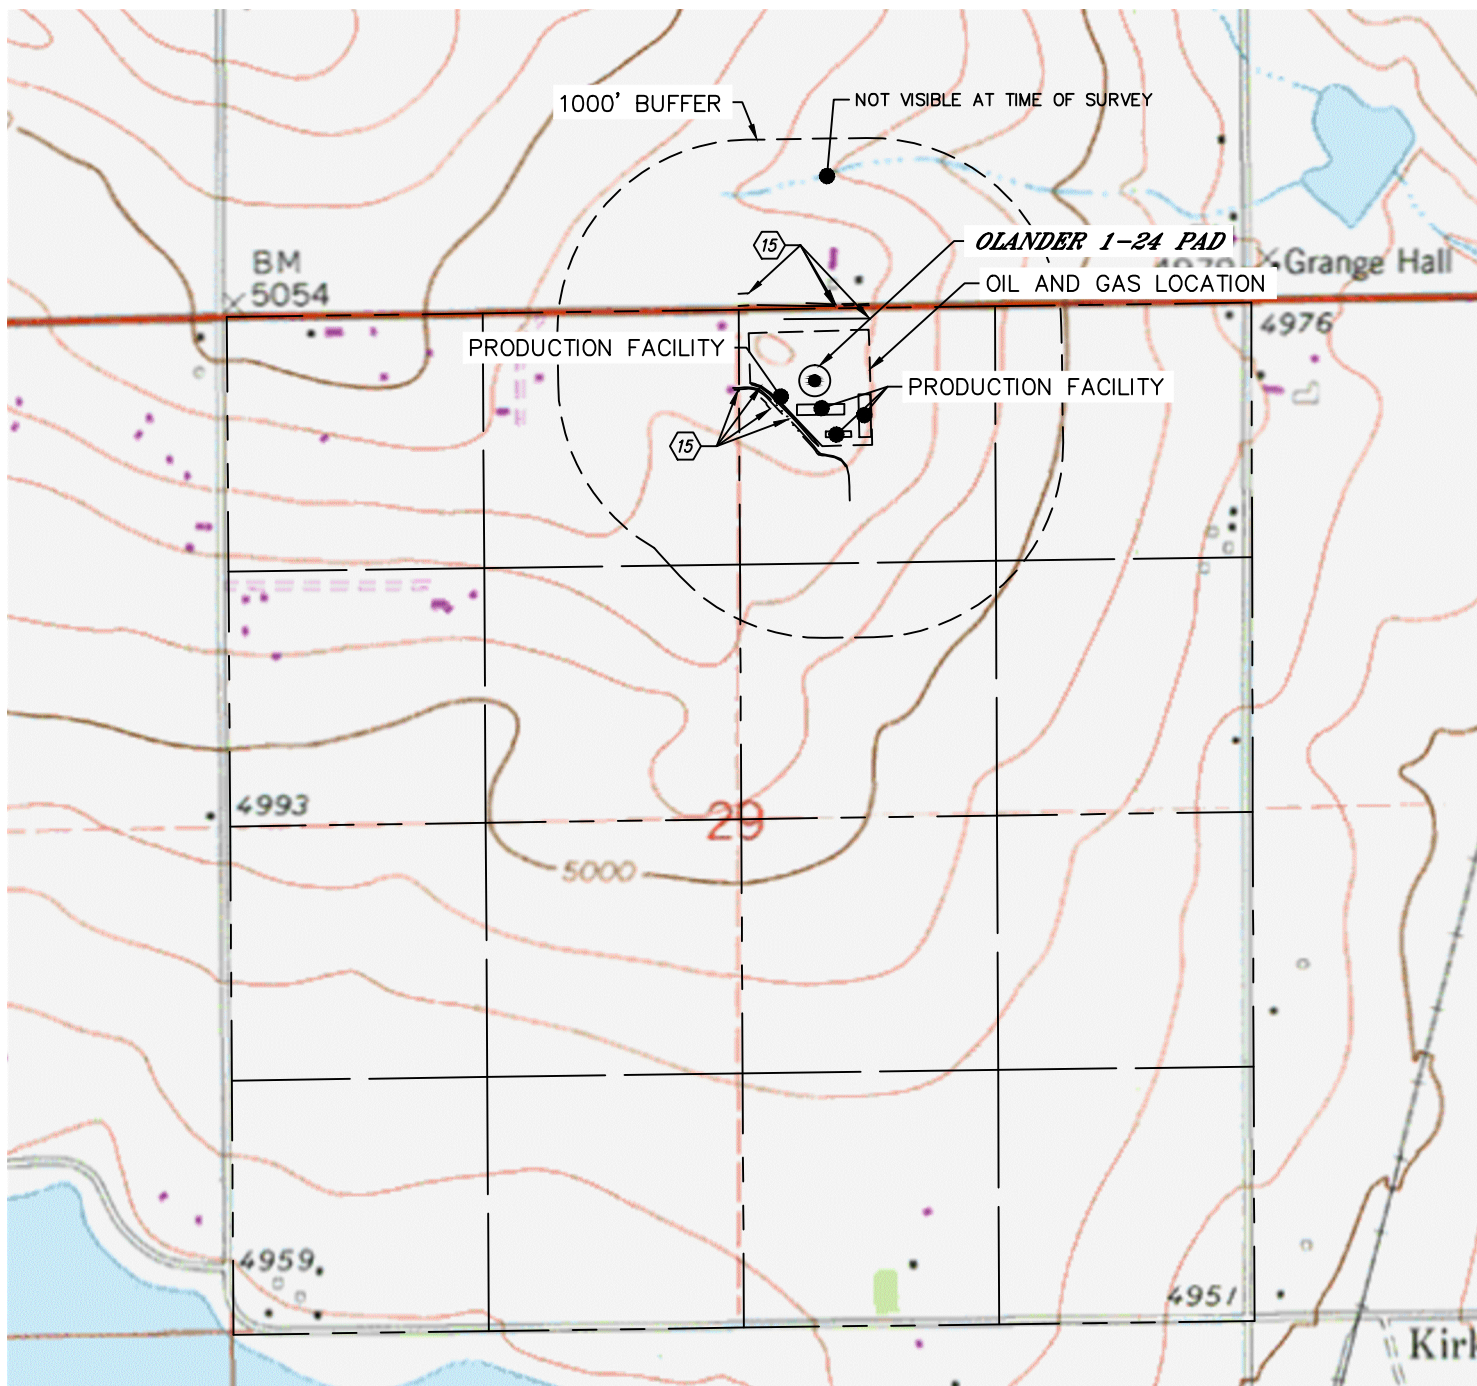 1000' BUFFER
NOT VISIBLE AT TIME OF SURVEY
15
OLANDER 1-24 PAD
BM
5054
Grange Hall
OIL AND GAS LOCATION
4976
PRODUCTION FACILITY
PRODUCTION FACILITY
15
4993
29
5000
4959
4951
Kirk